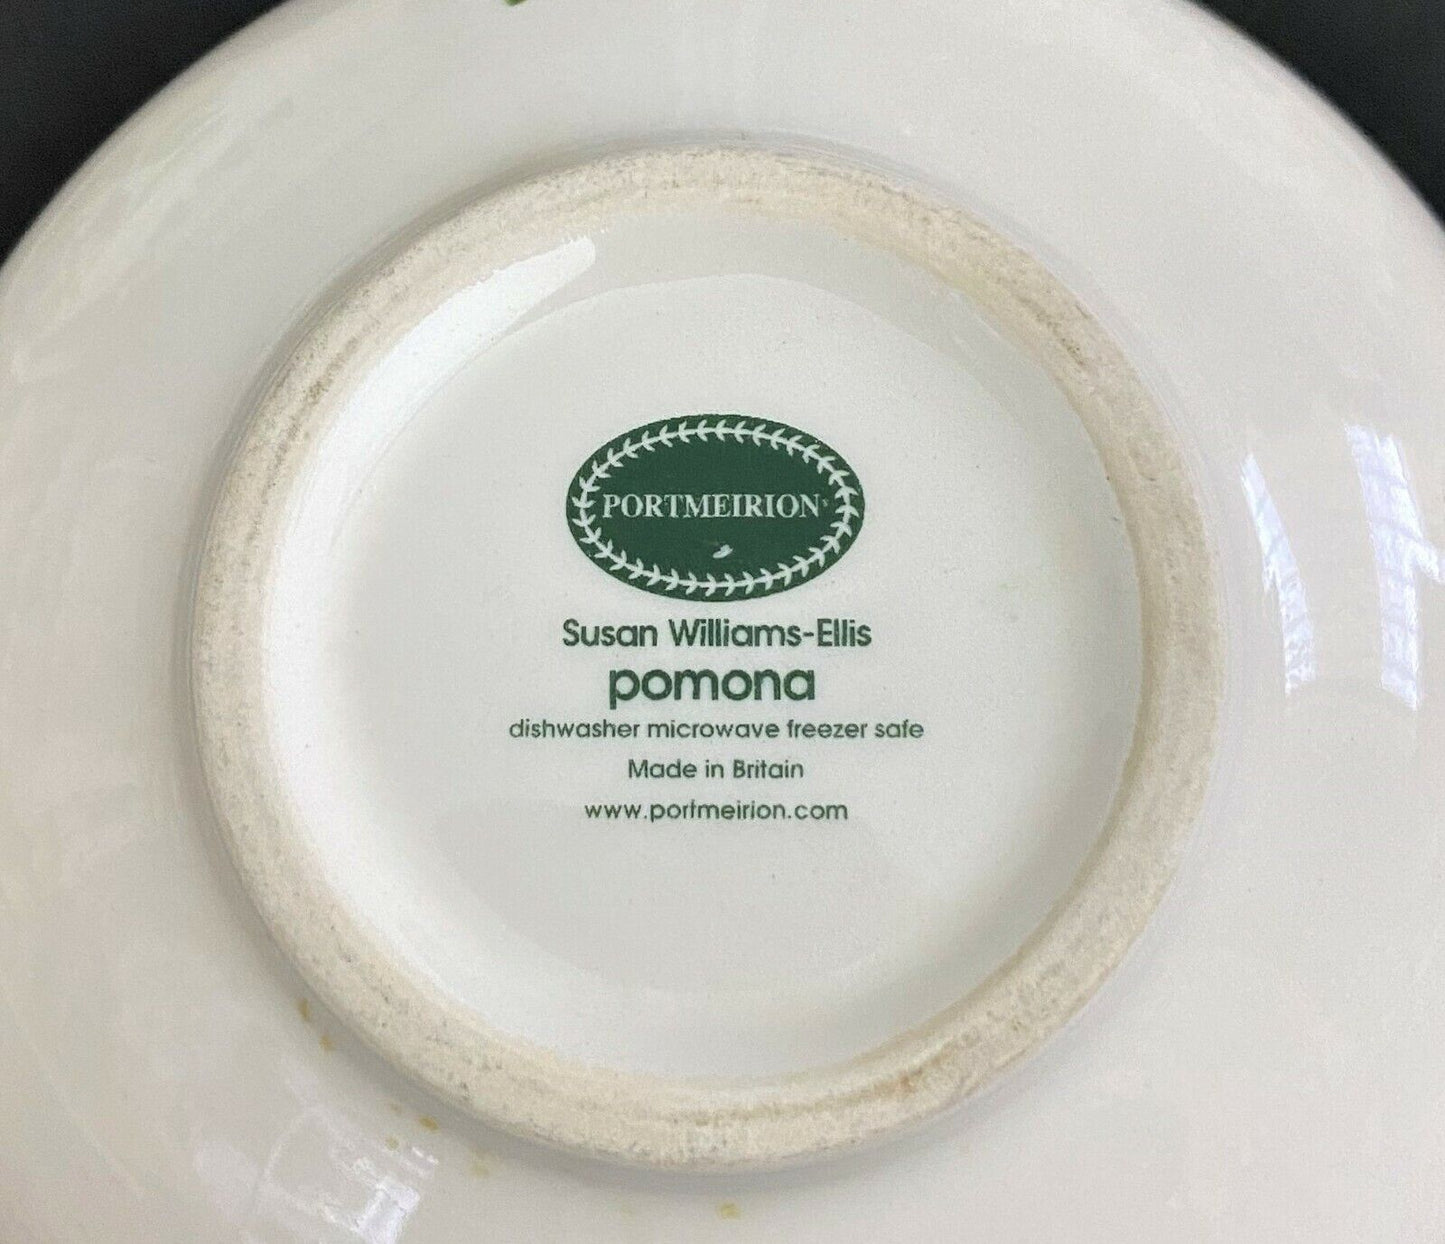 PORTMEIRION
Susan Williams-Ellis
pomona
dishwasher microwave freezer safe
Made in Britain
www.portmeirion.com